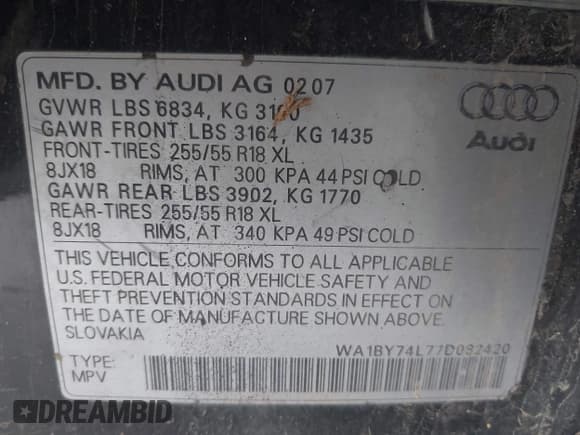 MFD. BY AUDI AG 02 07
GVWR LBS 6834, KG 3100
GAWR FRONT LBS 3164, KG 1435
FRONT-TIRES 255/55 R18 XL
8JX18 RIMS, AT 300 KPA 44 PSI COLD
GAWR REAR LBS 3902, KG 1770
REAR-TIRES 255/55 R18 XL
8JX18 RIMS, AT 340 KPA 49 PSI COLD
THIS VEHICLE CONFORMS TO ALL APPLICABLE
U.S. FEDERAL MOTOR VEHICLE SAFETY AND
THEFT PREVENTION STANDARDS IN EFFECT ON
THE DATE OF MANUFACTURE SHOWN ABOVE.
SLOVAKIA
WA1BY74L77D092420
TYPE:
MPV
Audi
DREAMBID